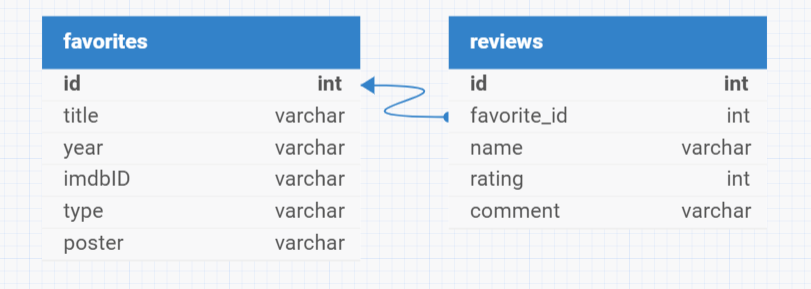 favorites
id int
title varchar
year varchar
imdbID varchar
type varchar
poster varchar
reviews
id int
favorite_id int
name varchar
rating int
comment varchar